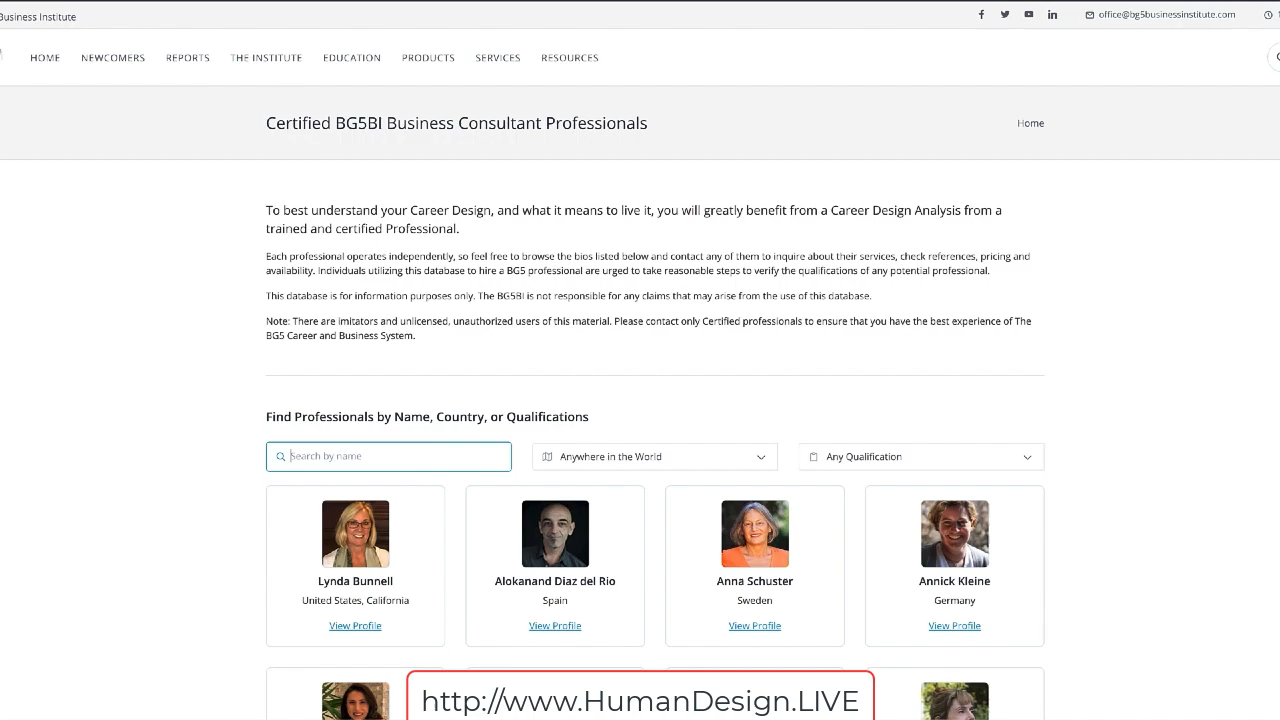 Business Institute
office@bg5businessinstitute.com
HOME NEWCOMERS REPORTS THE INSTITUTE EDUCATION PRODUCTS SERVICES RESOURCES
Certified BG5BI Business Consultant Professionals
Home
To best understand your Career Design, and what it means to live it, you will greatly benefit from a Career Design Analysis from a
trained and certified Professional.
Each professional operates independently, so feel free to browse the bios listed below and contact any of them to inquire about their services, check references, pricing and
availability. Individuals utilizing this database to hire a BG5 professional are urged to take reasonable steps to verify the qualifications of any potential professional.
This database is for information purposes only. The BG5BI is not responsible for any claims that may arise from the use of this database.
Note: There are imitators and unlicensed, unauthorized users of this material. Please contact only Certified professionals to ensure that you have the best experience of The
BG5 Career and Business System.
Find Professionals by Name, Country, or Qualifications
Search by name
Anywhere in the World
Any Qualification
Lynda Bunnell
United States, California
View Profile
Alokanand Diaz del Rio
Spain
View Profile
Anna Schuster
Sweden
View Profile
Annick Kleine
Germany
View Profile
http://www.HumanDesign.LIVE